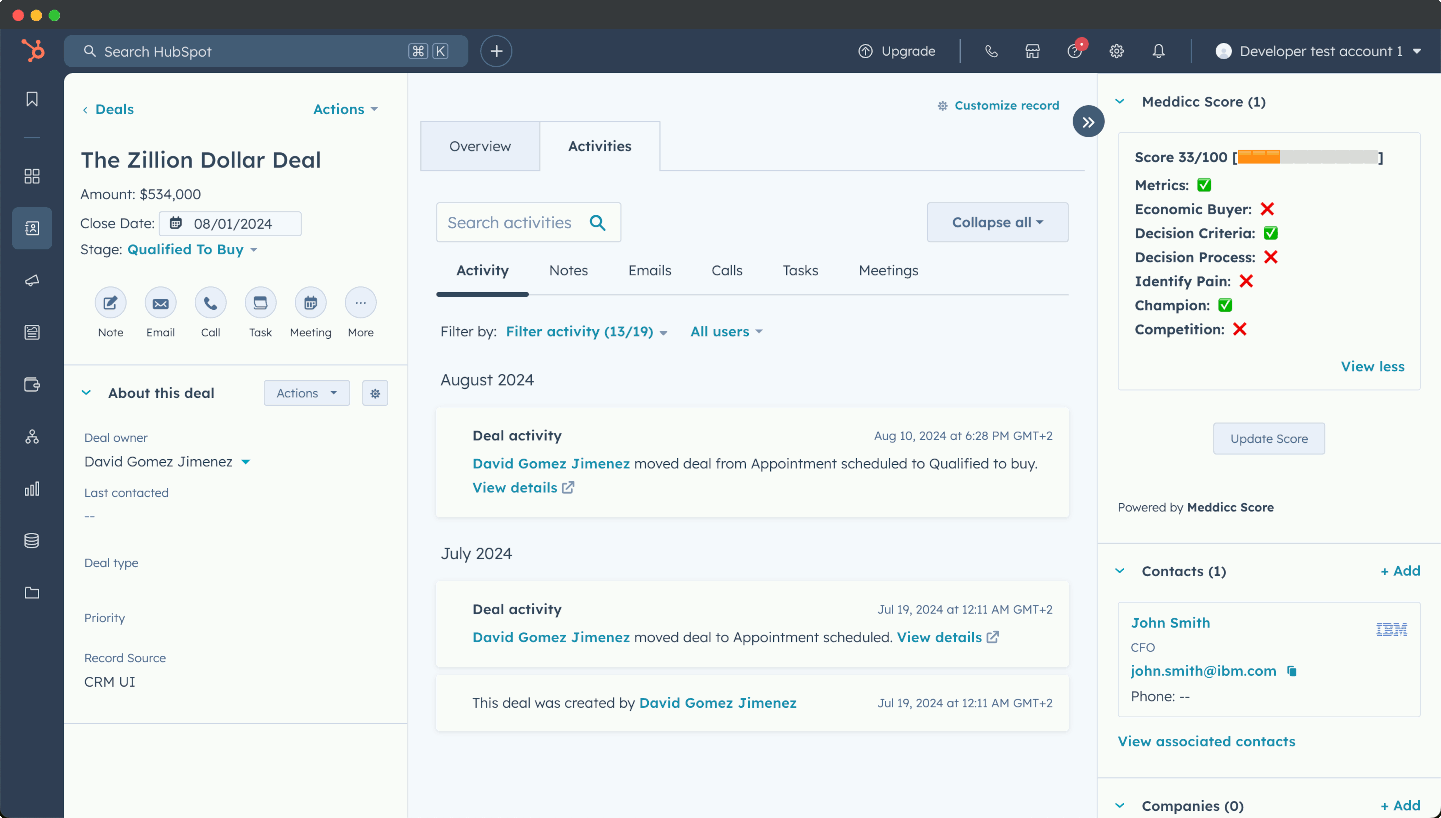 Search HubSpot
⌘ K
Upgrade
Developer test account 1
Deals
Actions
The Zillion Dollar Deal
Amount: $534,000
Close Date: 08/01/2024
Stage: Qualified To Buy
Note Email Call Task Meeting More
About this deal
Actions
Deal owner
David Gomez Jimenez
Last contacted
--
Deal type
Priority
Record Source
CRM UI
Customize record
Overview
Activities
Search activities
Collapse all
Activity Notes Emails Calls Tasks Meetings
Filter by: Filter activity (13/19) All users
August 2024
Deal activity
Aug 10, 2024 at 6:28 PM GMT+2
David Gomez Jimenez moved deal from Appointment scheduled to Qualified to buy.
View details
July 2024
Deal activity
Jul 19, 2024 at 12:11 AM GMT+2
David Gomez Jimenez moved deal to Appointment scheduled. View details
This deal was created by David Gomez Jimenez
Jul 19, 2024 at 12:11 AM GMT+2
Meddicc Score (1)
Score 33/100 [ ]
Metrics: ✅
Economic Buyer: ❌
Decision Criteria: ✅
Decision Process: ❌
Identify Pain: ❌
Champion: ✅
Competition: ❌
View less
Update Score
Powered by Meddicc Score
Contacts (1)
+ Add
John Smith
IBM
CFO
john.smith@ibm.com
Phone: --
View associated contacts
Companies (0)
+ Add